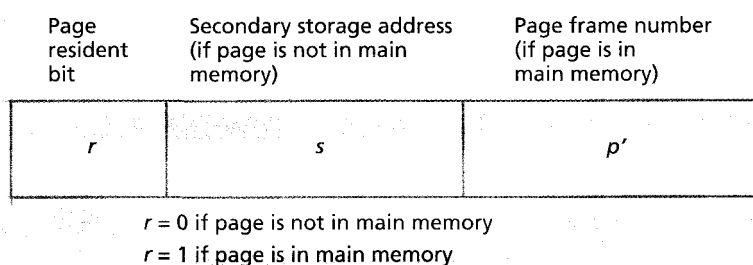 Page
resident
bit
Secondary storage address
(if page is not in main
memory)
Page frame number
(if page is in
main memory)
r
s
p′
r = 0 if page is not in main memory
r = 1 if page is in main memory